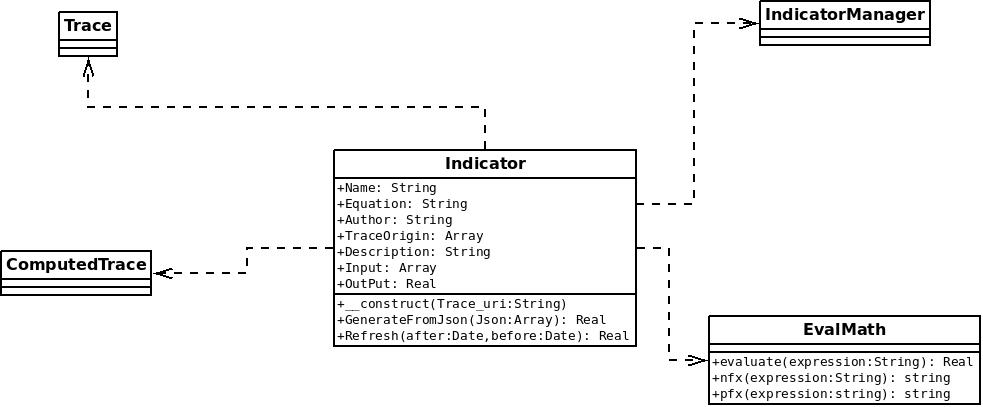 Trace
IndicatorManager
Indicator
+Name: String
+Equation: String
+Author: String
+TraceOrigin: Array
+Description: String
+Input: Array
+OutPut: Real
+__construct(Trace_uri:String)
+GenerateFromJson(Json:Array): Real
+Refresh(after:Date,before:Date): Real
ComputedTrace
EvalMath
+evaluate(expression:String): Real
+nfx(expression:String): string
+pfx(expression:string): string